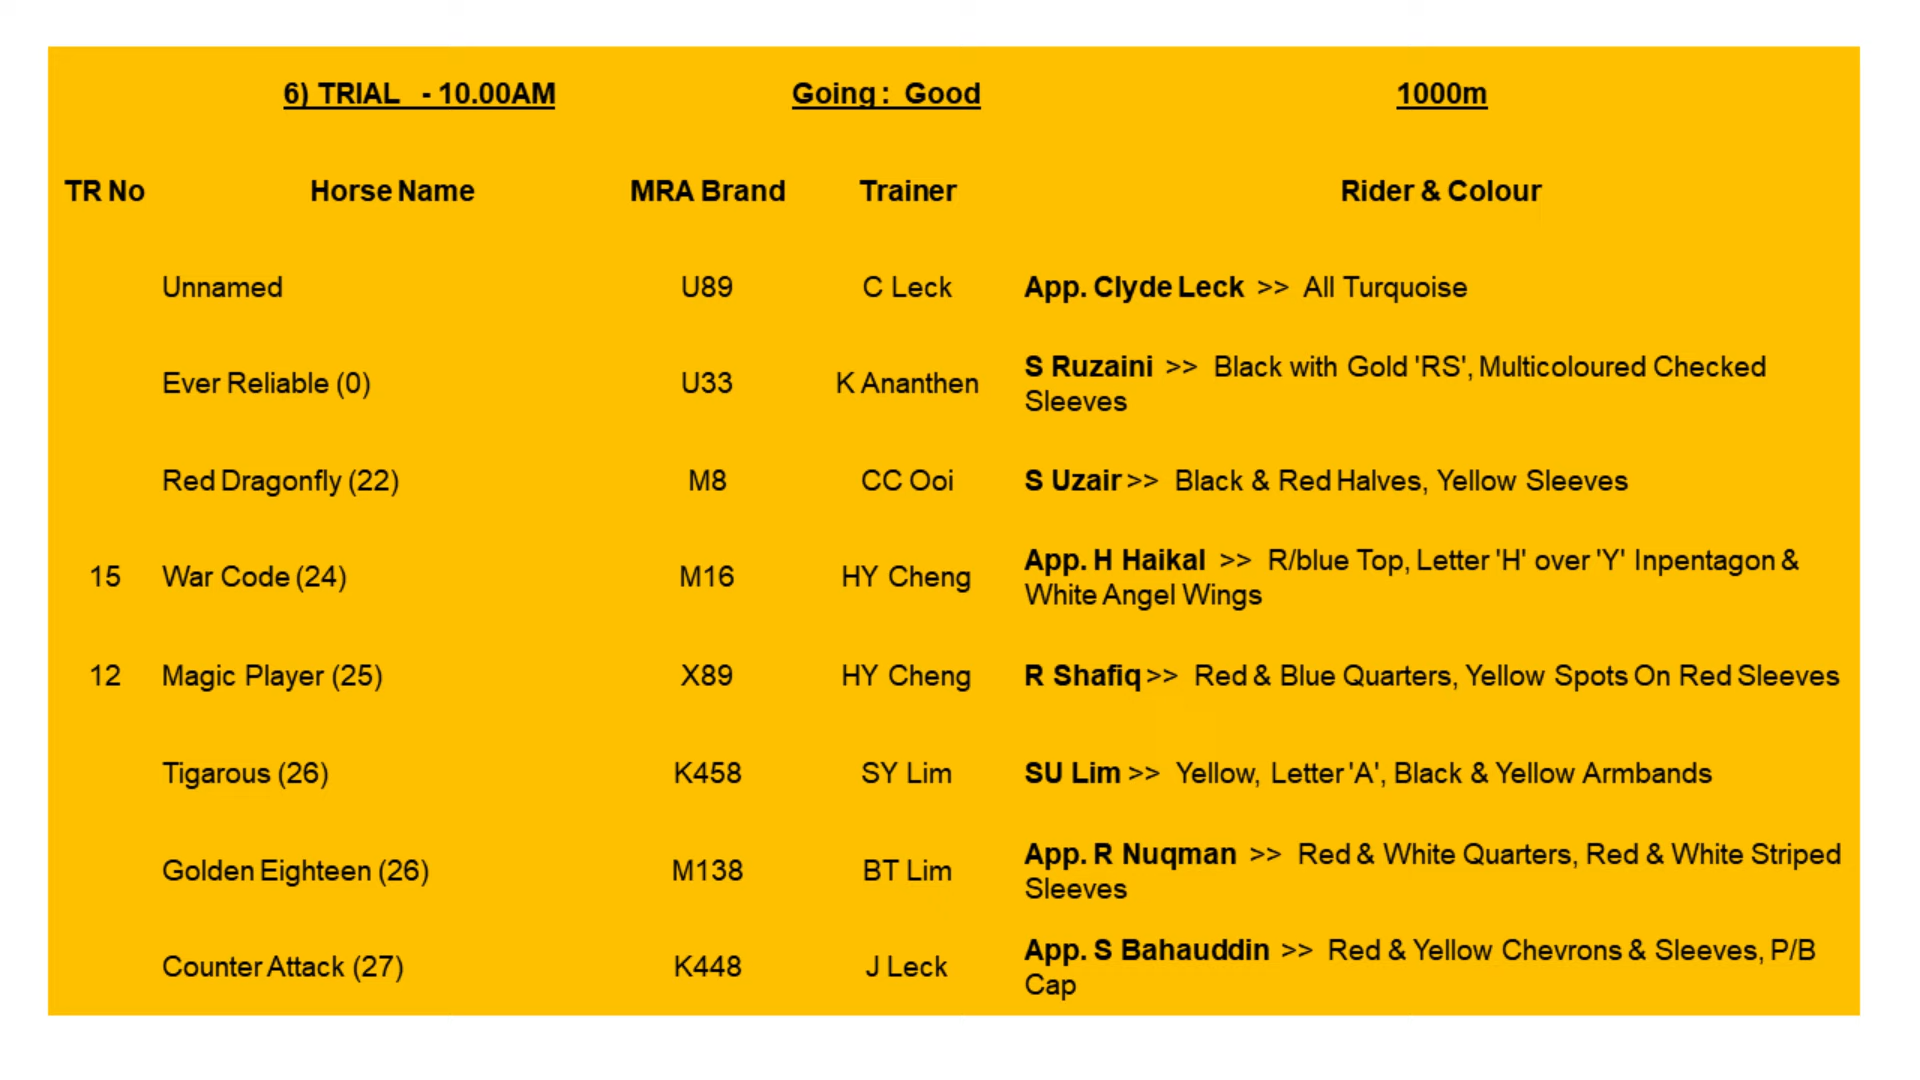 6) TRIAL - 10.00AM Going : Good 1000m
TR No Horse Name MRA Brand Trainer Rider & Colour
Unnamed U89 C Leck App. Clyde Leck >> All Turquoise
Ever Reliable (0) U33 K Ananthen S Ruzaini >> Black with Gold 'RS', Multicoloured Checked
Sleeves
Red Dragonfly (22) M8 CC Ooi S Uzair >> Black & Red Halves, Yellow Sleeves
15 War Code (24) M16 HY Cheng App. H Haikal >> R/blue Top, Letter 'H' over 'Y' Inpentagon &
White Angel Wings
12 Magic Player (25) X89 HY Cheng R Shafiq >> Red & Blue Quarters, Yellow Spots On Red Sleeves
Tigarous (26) K458 SY Lim SU Lim >> Yellow, Letter 'A', Black & Yellow Armbands
Golden Eighteen (26) M138 BT Lim App. R Nuqman >> Red & White Quarters, Red & White Striped
Sleeves
Counter Attack (27) K448 J Leck App. S Bahauddin >> Red & Yellow Chevrons & Sleeves, P/B
Cap